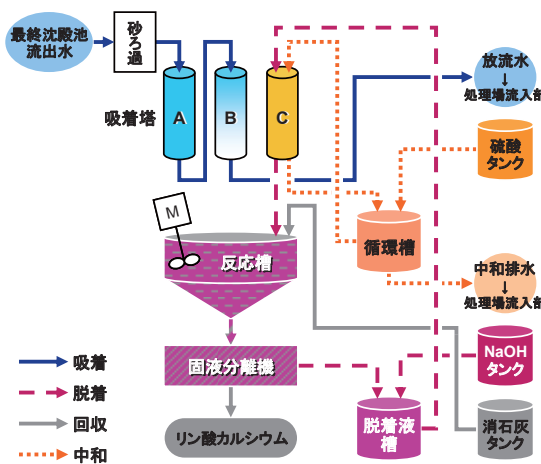 最終沈殿池
流出水
砂ろ過
放流水
↓
処理場流入部
吸着塔
A
B
C
硫酸
タンク
M
反応槽
循環槽
中和排水
↓
処理場流入部
固液分離機
NaOH
タンク
リン酸カルシウム
脱着液
槽
消石灰
タンク
吸着
脱着
回収
中和